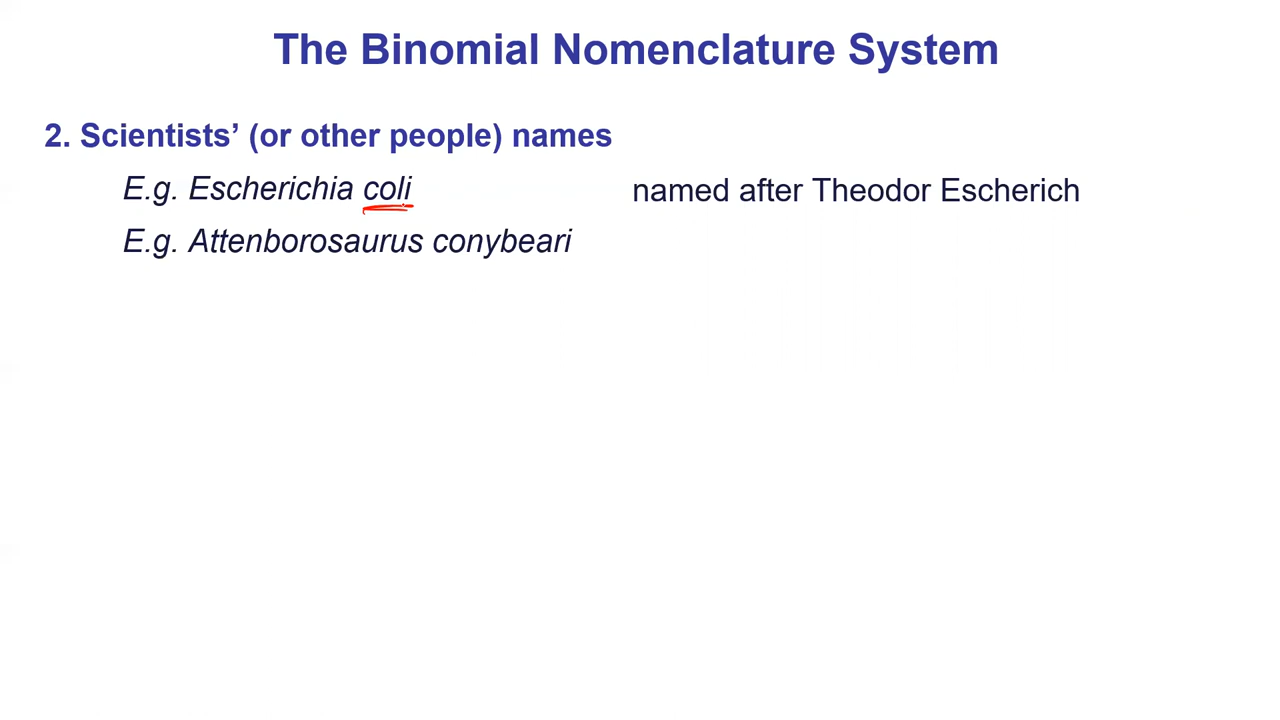 The Binomial Nomenclature System
2. Scientists’ (or other people) names
E.g. Escherichia coli named after Theodor Escherich
E.g. Attenborosaurus conybeari